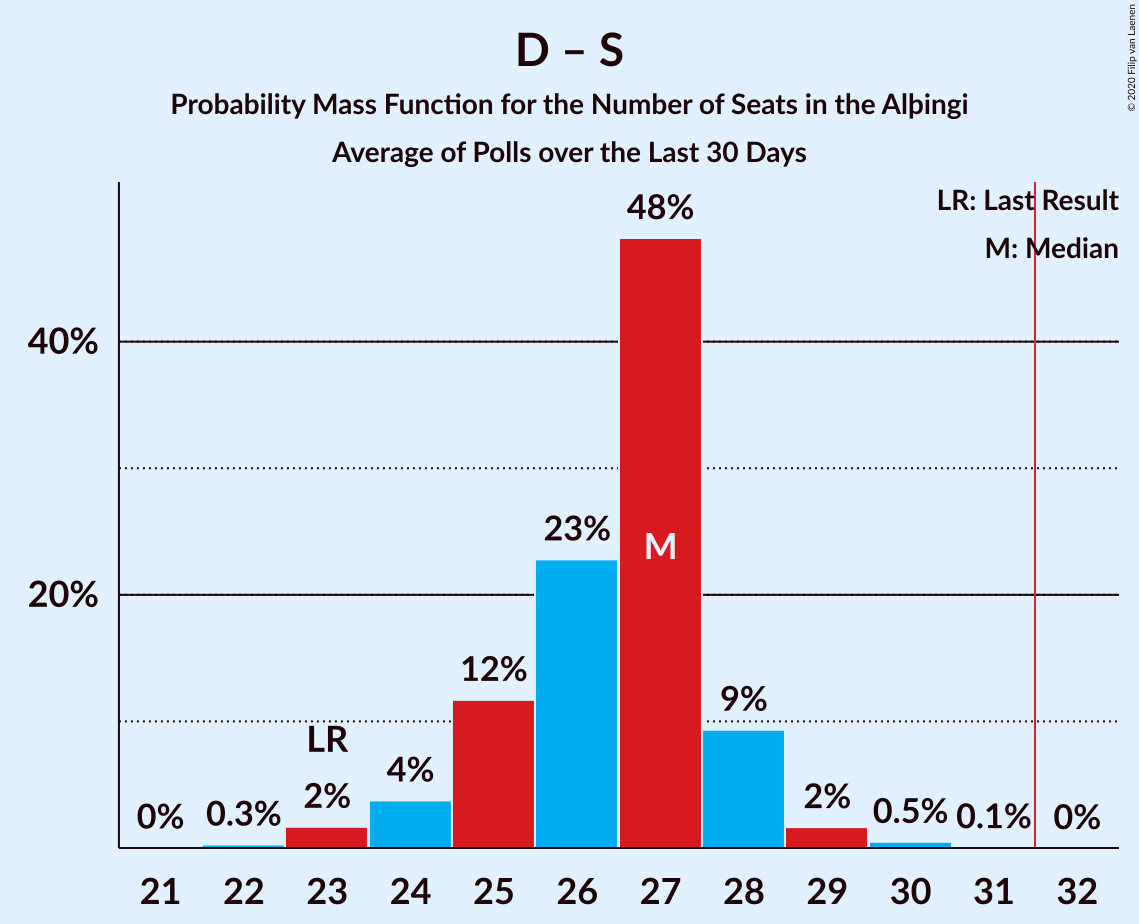 D – S
Probability Mass Function for the Number of Seats in the Alþingi
Average of Polls over the Last 30 Days
© 2020 Filip van Laenen
LR: Last Result
M: Median
48%
40%
23%
M
20%
12%
9%
LR
4%
2%
2%
0%
0.3%
0.5%
0.1%
0%
21 22 23 24 25 26 27 28 29 30 31 32